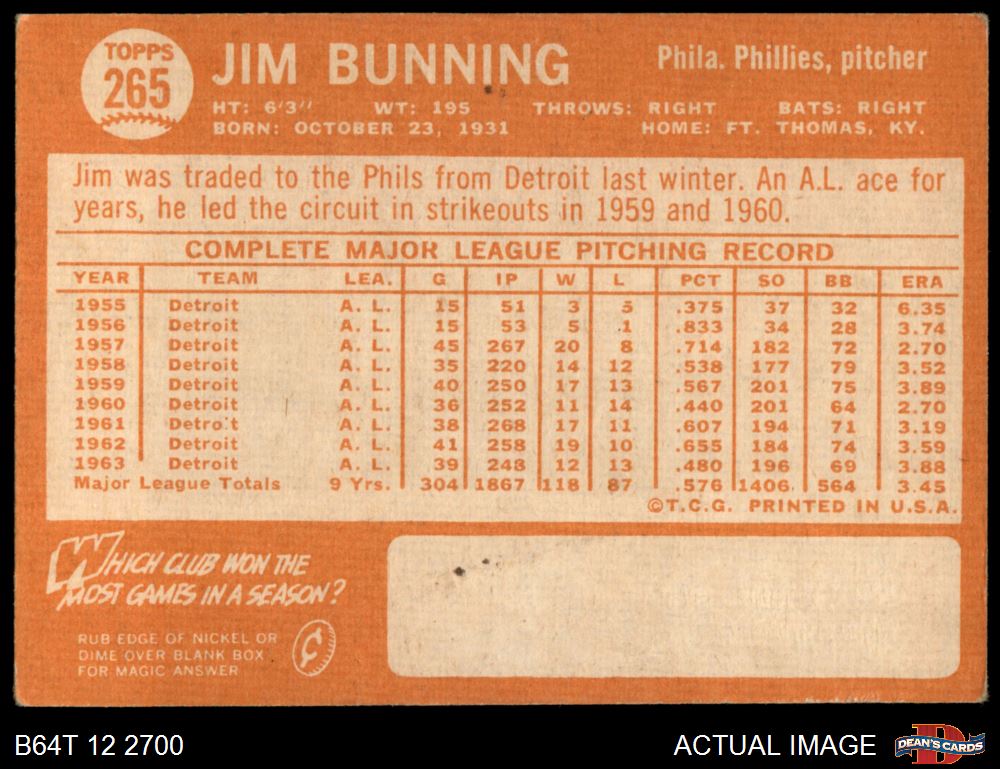 TOPPS
265
JIM BUNNING
Phila. Phillies, pitcher
HT: 6'3" WT: 195 THROWS: RIGHT BATS: RIGHT
BORN: OCTOBER 23, 1931 HOME: FT. THOMAS, KY.
Jim was traded to the Phils from Detroit last winter. An A.L. ace for
years, he led the circuit in strikeouts in 1959 and 1960.
COMPLETE MAJOR LEAGUE PITCHING RECORD
YEAR TEAM LEA. G IP W L PCT SO BB ERA
1955 Detroit A. L. 15 51 3 5 .375 37 32 6.35
1956 Detroit A. L. 15 53 5 1 .833 34 28 3.74
1957 Detroit A. L. 45 267 20 8 .714 182 72 2.70
1958 Detroit A. L. 35 220 14 12 .538 177 79 3.52
1959 Detroit A. L. 40 250 17 13 .567 201 75 3.89
1960 Detroit A. L. 36 252 11 14 .440 201 64 2.70
1961 Detroit A. L. 38 268 17 11 .607 194 71 3.19
1962 Detroit A. L. 41 258 19 10 .655 184 74 3.59
1963 Detroit A. L. 39 248 12 13 .480 196 69 3.88
Major League Totals 9 Yrs. 304 1867 118 87 .576 1406 564 3.45
©T.C.G. PRINTED IN U.S.A.
WHICH CLUB WON THE
MOST GAMES IN A SEASON?
RUB EDGE OF NICKEL OR
DIME OVER BLANK BOX
FOR MAGIC ANSWER
¢
B64T 12 2700
ACTUAL IMAGE
D
DEAN'S CARDS